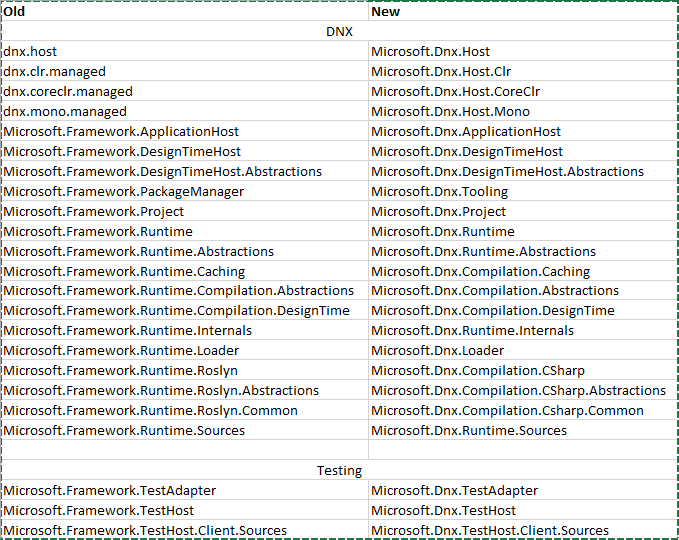 Old New
DNX
dnx.host Microsoft.Dnx.Host
dnx.clr.managed Microsoft.Dnx.Host.Clr
dnx.coreclr.managed Microsoft.Dnx.Host.CoreClr
dnx.mono.managed Microsoft.Dnx.Host.Mono
Microsoft.Framework.ApplicationHost Microsoft.Dnx.ApplicationHost
Microsoft.Framework.DesignTimeHost Microsoft.Dnx.DesignTimeHost
Microsoft.Framework.DesignTimeHost.Abstractions Microsoft.Dnx.DesignTimeHost.Abstractions
Microsoft.Framework.PackageManager Microsoft.Dnx.Tooling
Microsoft.Framework.Project Microsoft.Dnx.Project
Microsoft.Framework.Runtime Microsoft.Dnx.Runtime
Microsoft.Framework.Runtime.Abstractions Microsoft.Dnx.Runtime.Abstractions
Microsoft.Framework.Runtime.Caching Microsoft.Dnx.Compilation.Caching
Microsoft.Framework.Runtime.Compilation.Abstractions Microsoft.Dnx.Compilation.Abstractions
Microsoft.Framework.Runtime.Compilation.DesignTime Microsoft.Dnx.Compilation.DesignTime
Microsoft.Framework.Runtime.Internals Microsoft.Dnx.Runtime.Internals
Microsoft.Framework.Runtime.Loader Microsoft.Dnx.Loader
Microsoft.Framework.Runtime.Roslyn Microsoft.Dnx.Compilation.CSharp
Microsoft.Framework.Runtime.Roslyn.Abstractions Microsoft.Dnx.Compilation.CSharp.Abstractions
Microsoft.Framework.Runtime.Roslyn.Common Microsoft.Dnx.Compilation.Csharp.Common
Microsoft.Framework.Runtime.Sources Microsoft.Dnx.Runtime.Sources
Testing
Microsoft.Framework.TestAdapter Microsoft.Dnx.TestAdapter
Microsoft.Framework.TestHost Microsoft.Dnx.TestHost
Microsoft.Framework.TestHost.Client.Sources Microsoft.Dnx.TestHost.Client.Sources